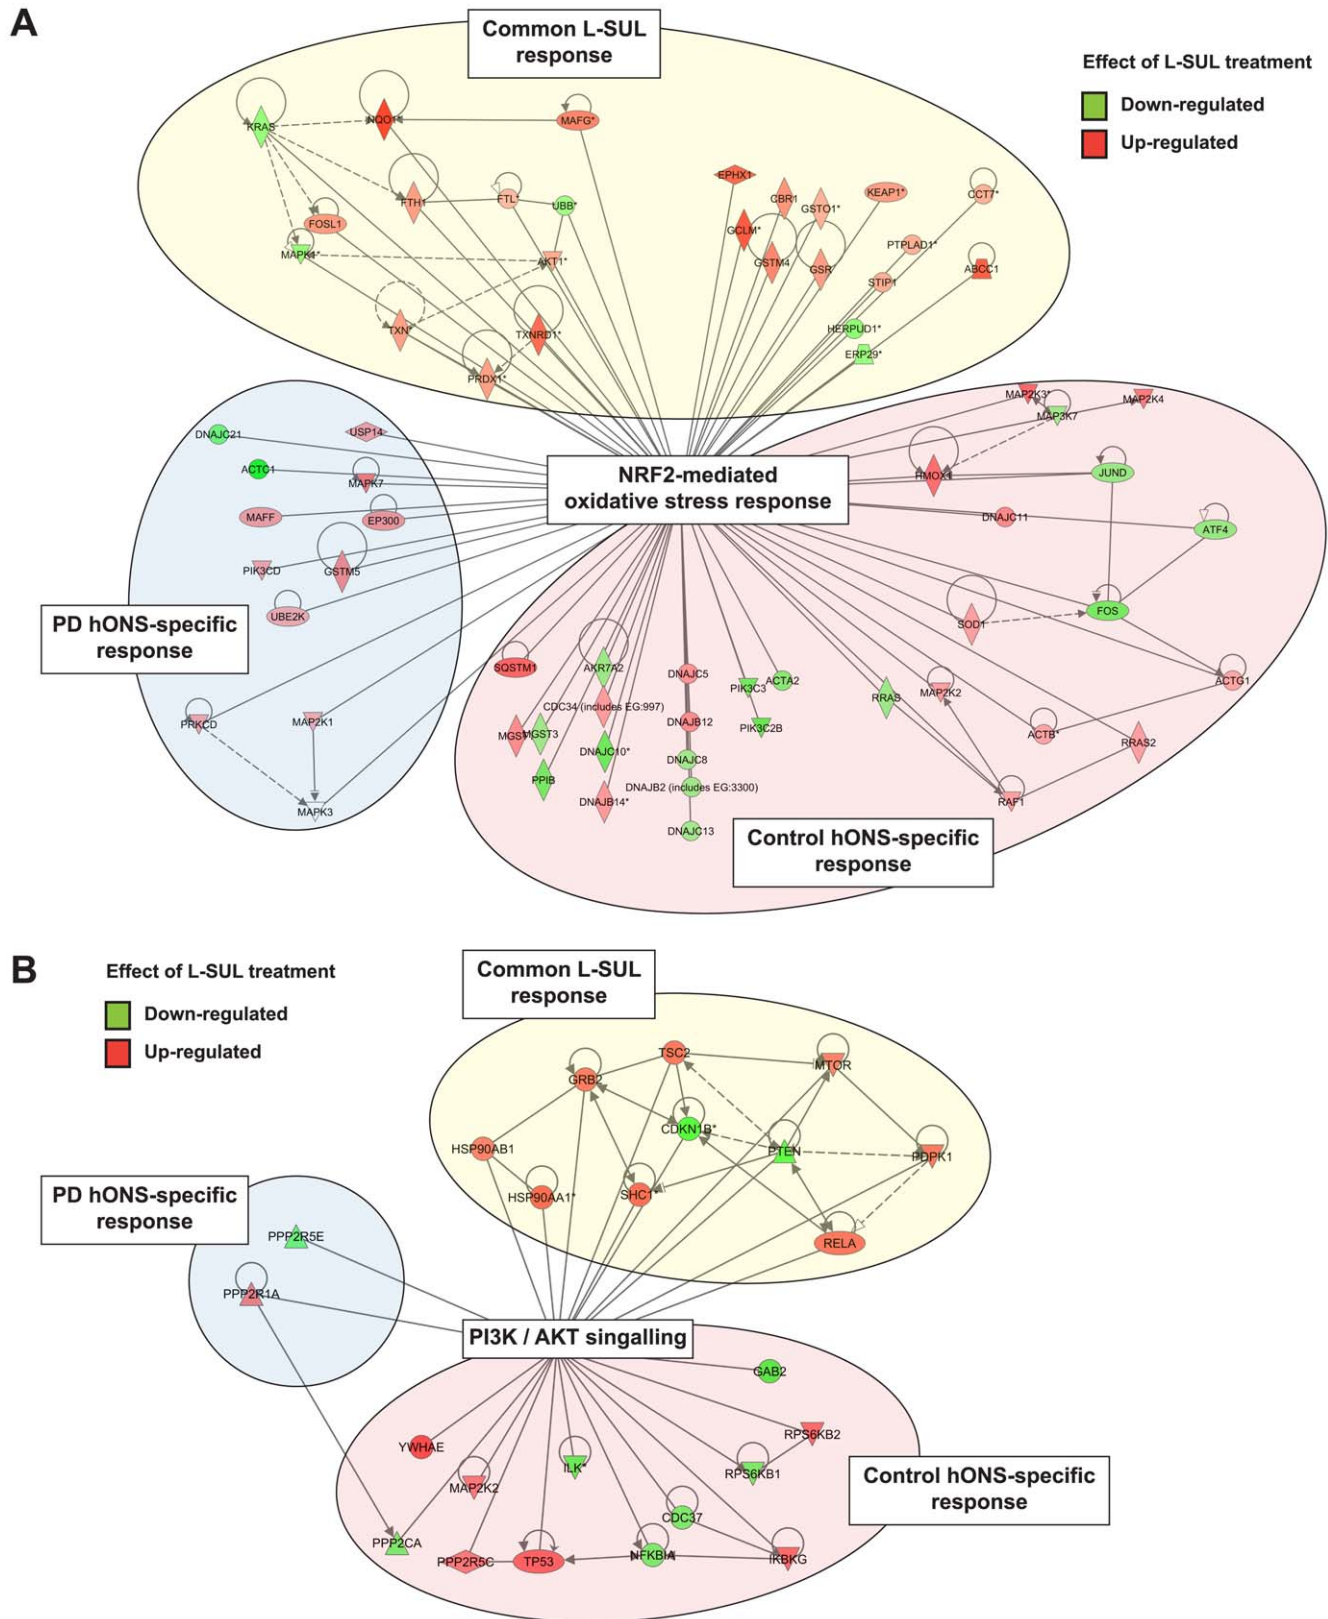 A
Common L-SUL
response
Effect of L-SUL treatment
Down-regulated
Up-regulated
KRAS
NQO1*
MAFG*
EPHX1
CBR1
GSTO1*
KEAP1*
CCT7*
FTH1
FTL*
UBB*
FOSL1
GCLM*
PTPLAD1*
MAPK1*
AKT1*
GSTM4
GSR
STIP1
ABCC1
TXN*
TXNRD1*
HERPUD1*
ERP29*
PRDX1*
MAP2K3*
MAP2K4
MAP3K7
DNAJC21
USP14
ACTC1
MAPK7
NRF2-mediated
oxidative stress response
HMOX1
JUND
MAFF
EP300
DNAJC11
ATF4
PIK3CD
GSTM5
UBE2K
PD hONS-specific
response
SOD1
FOS
SQSTM1
AKR7A2
DNAJC5
PIK3C3
ACTA2
RRAS
MAP2K2
ACTG1
CDC34 (includes EG:997)
PRKCD
MAP2K1
MGST3
DNAJB12
PIK3C2B
ACTB*
RRAS2
DNAJC10*
DNAJC8
PPIB
DNAJB2 (includes EG:3300)
DNAJB14*
RAF1
MAPK3
DNAJC13
Control hONS-specific
response
B
Effect of L-SUL treatment
Down-regulated
Up-regulated
Common L-SUL
response
TSC2
MTOR
GRB2
CDKN1B*
HSP90AB1
PTEN
PDPK1
HSP90AA1*
SHC1*
RELA
PD hONS-specific
response
PPP2R5E
PPP2R1A
PI3K / AKT singalling
GAB2
YWHAE
RPS6KB2
ILK*
RPS6KB1
MAP2K2
CDC37
PPP2CA
PPP2R5C
TP53
NFKBIA
IKBKG
Control hONS-specific
response